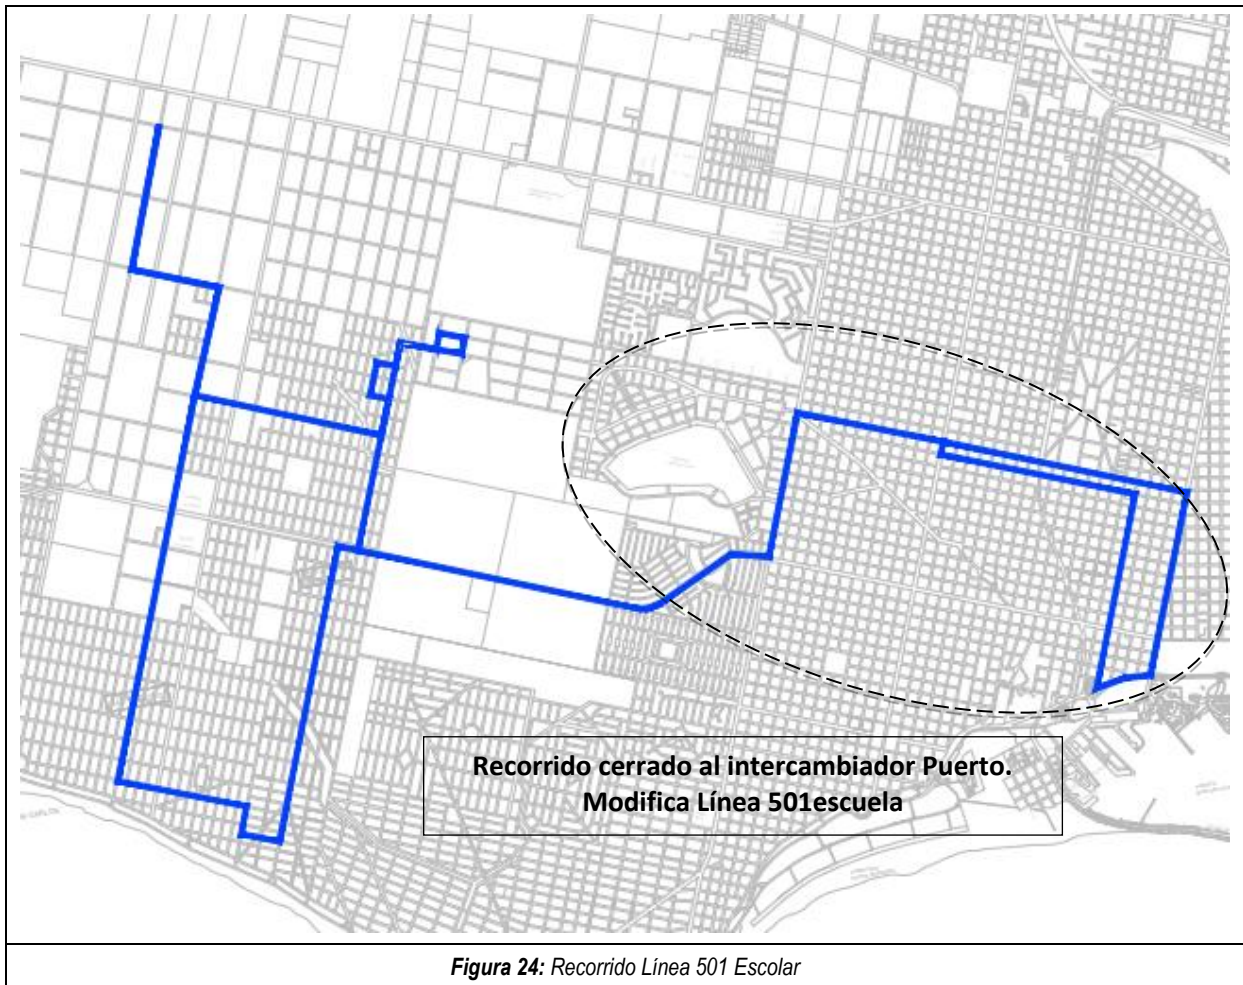 Recorrido cerrado al intercambiador Puerto.
Modifica Línea 501escuela
Figura 24: Recorrido Línea 501 Escolar